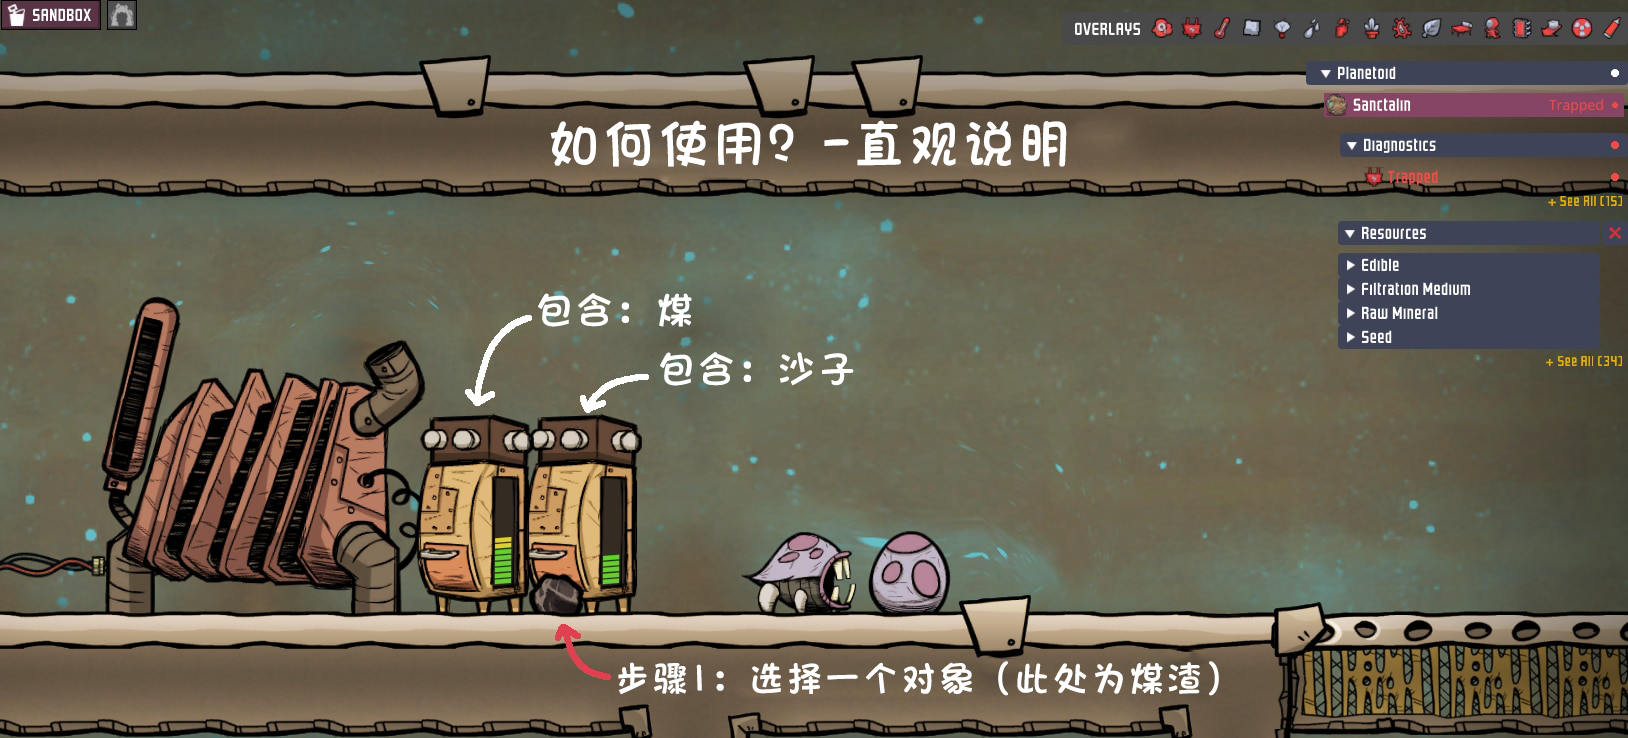 SANDBOX
OVERLAYS
Planetoid
Sanctalin Trapped
Diagnostics
Trapped
+ See All [15]
Resources
Edible
Filtration Medium
Raw Mineral
Seed
+ See All [34]
如何使用？-直观说明
包含：煤
包含：沙子
步骤1：选择一个对象（此处为煤渣）